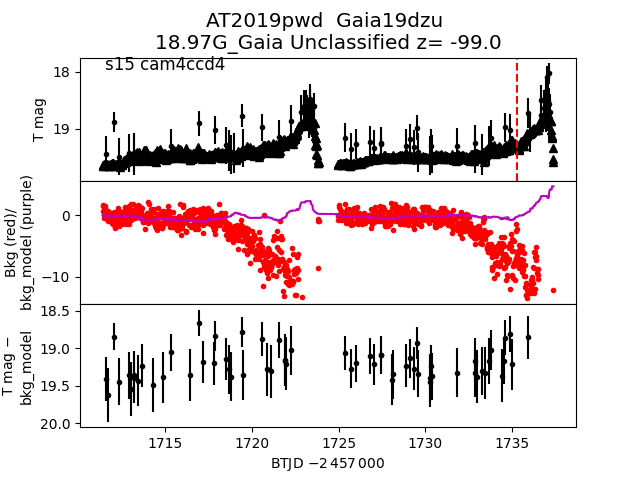 AT2019pwd  Gaia19dzu
18.97G_Gaia Unclassified z= -99.0
s15 cam4ccd4
18
19
T mag
0
−10
Bkg (red)/
bkg_model (purple)
18.5
19.0
19.5
20.0
T mag −
bkg_model
1715 1720 1725 1730 1735
BTJD −2 457 000